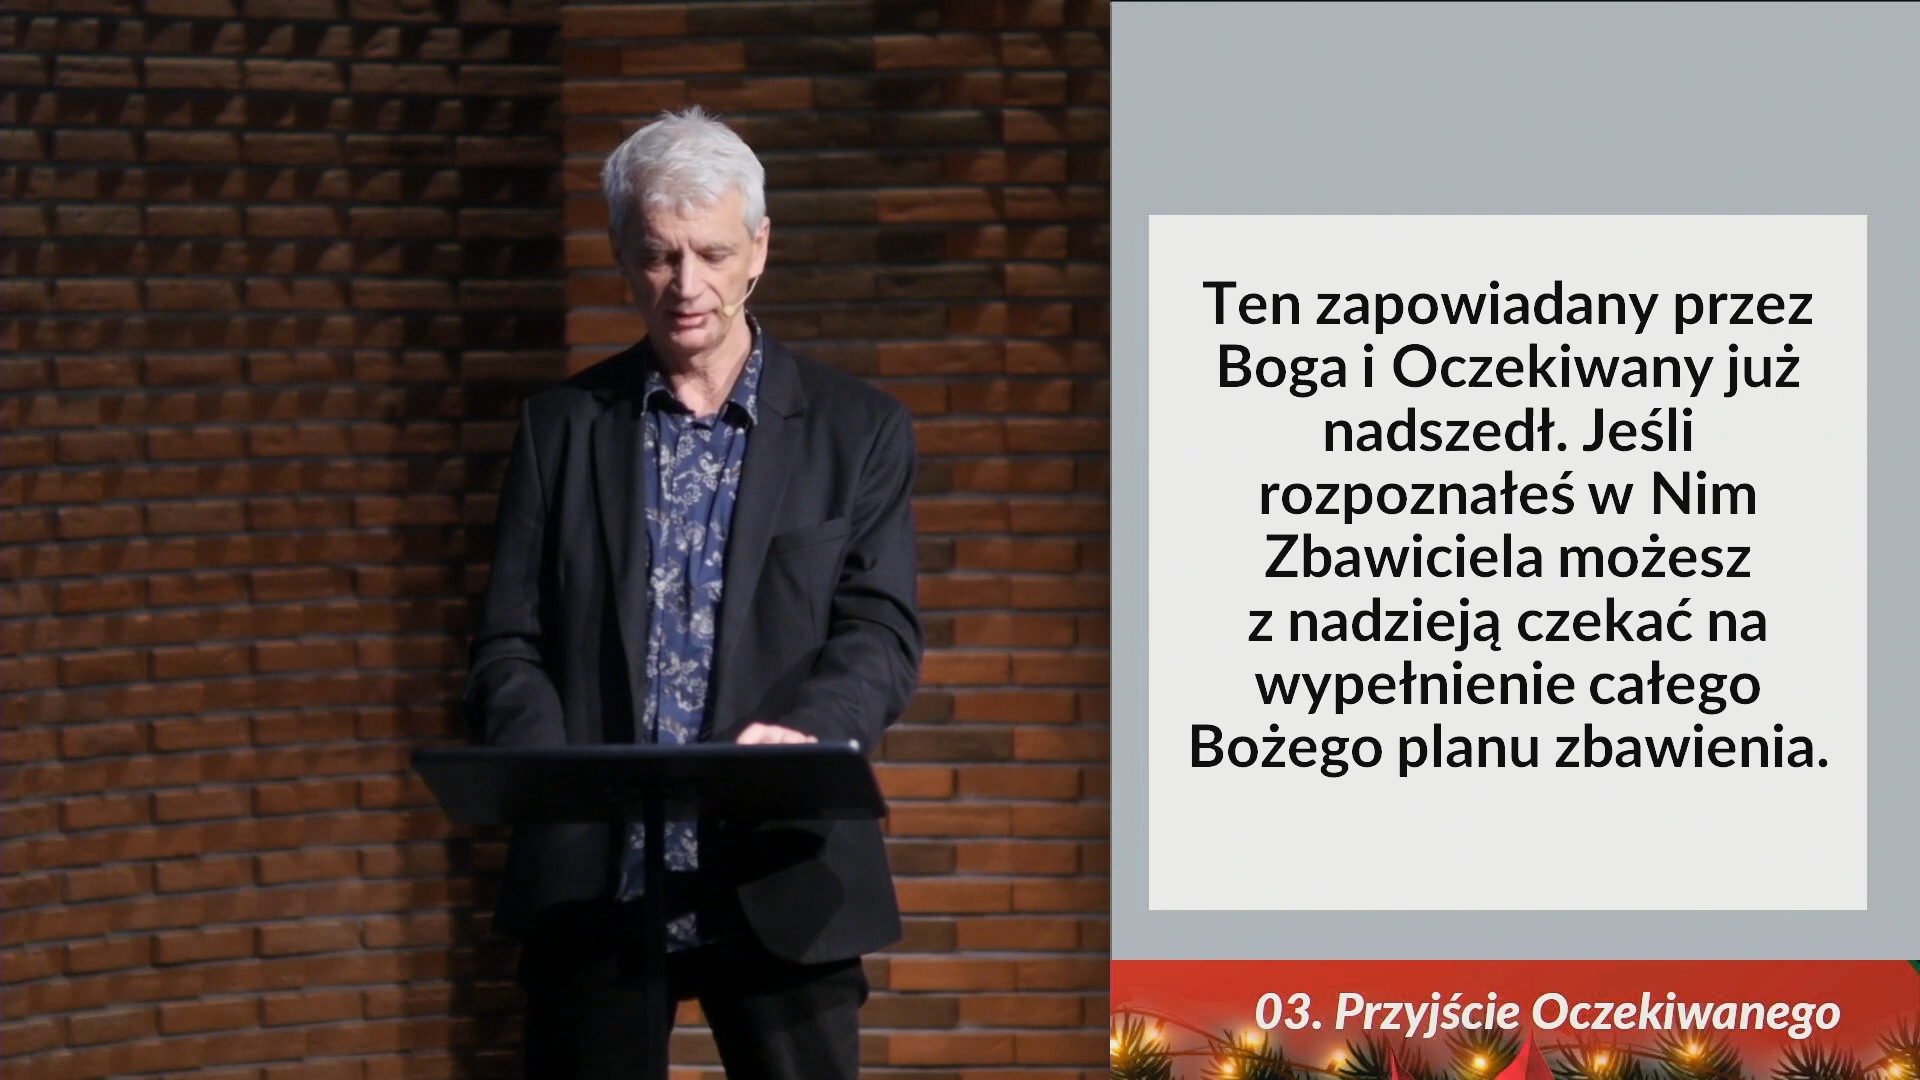 Ten zapowiadany przez
Boga i Oczekiwany już
nadszedł. Jeśli
rozpoznałeś w Nim
Zbawiciela możesz
z nadzieją czekać na
wypełnienie całego
Bożego planu zbawienia.
03. Przyjście Oczekiwanego